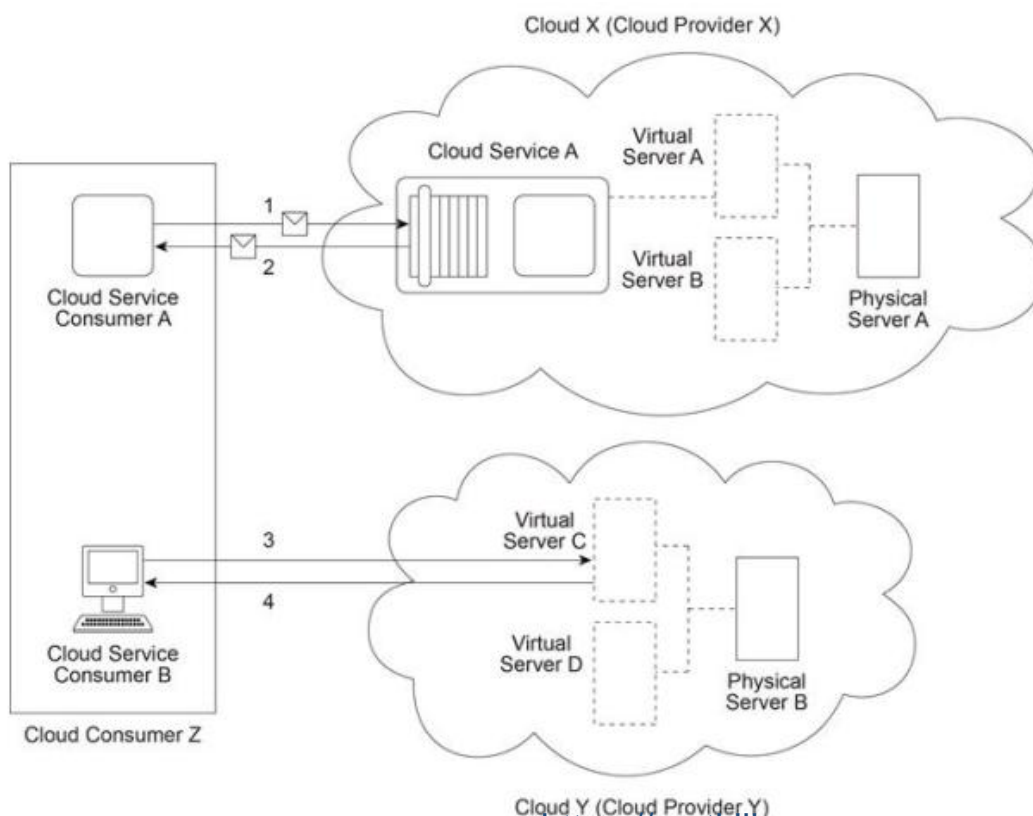 Cloud X (Cloud Provider X)
Cloud Service A
Virtual
Server A
1
2
Virtual
Server B
Cloud Service
Consumer A
Physical
Server A
3
Virtual
Server C
4
Cloud Service
Consumer B
Virtual
Server D
Physical
Server B
Cloud Consumer Z
Cloud Y (Cloud Provider Y)